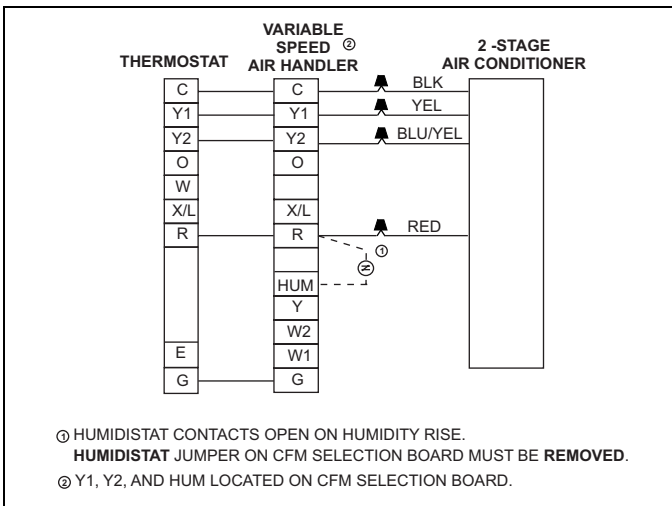 VARIABLE
SPEED ②
AIR HANDLER
THERMOSTAT
2 -STAGE
AIR CONDITIONER
C C BLK
Y1 Y1 YEL
Y2 Y2 BLU/YEL
O O
W
X/L X/L
R R RED
①
HUM
Y
W2
E W1
G G
① HUMIDISTAT CONTACTS OPEN ON HUMIDITY RISE.
HUMIDISTAT JUMPER ON CFM SELECTION BOARD MUST BE REMOVED.
② Y1, Y2, AND HUM LOCATED ON CFM SELECTION BOARD.